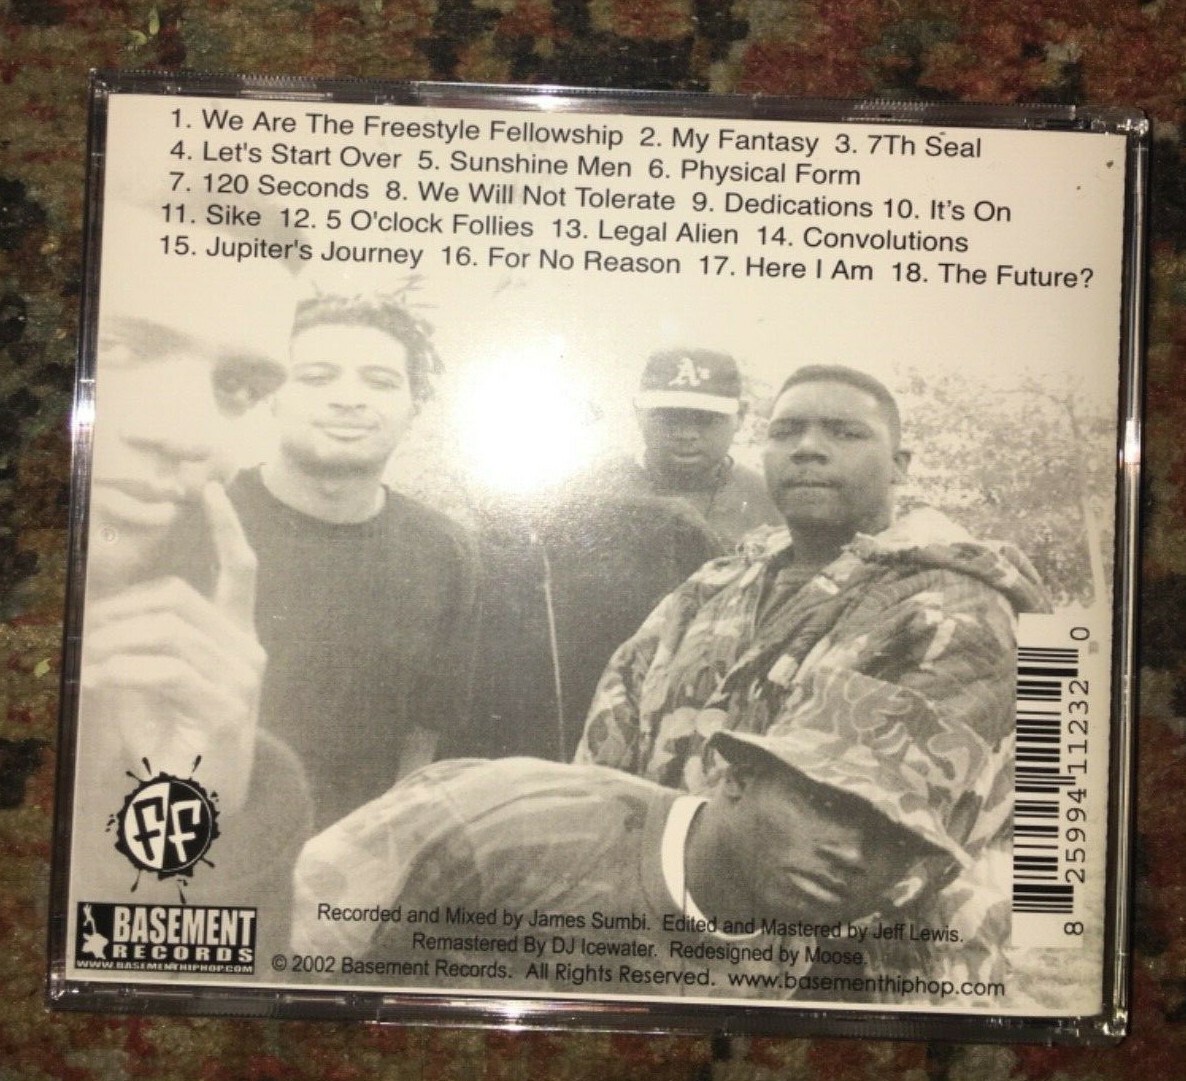 1. We Are The Freestyle Fellowship 2. My Fantasy 3. 7Th Seal
4. Let's Start Over 5. Sunshine Men 6. Physical Form
7. 120 Seconds 8. We Will Not Tolerate 9. Dedications 10. It's On
11. Sike 12. 5 O'clock Follies 13. Legal Alien 14. Convolutions
15. Jupiter's Journey 16. For No Reason 17. Here I Am 18. The Future?
A's
FF
BASEMENT
RECORDS
WWW.BASEMENTHIPHOP.COM
Recorded and Mixed by James Sumbi. Edited and Mastered by Jeff Lewis.
Remastered By DJ Icewater. Redesigned by Moose.
© 2002 Basement Records. All Rights Reserved. www.basementhiphop.com
8 25994 11232 0